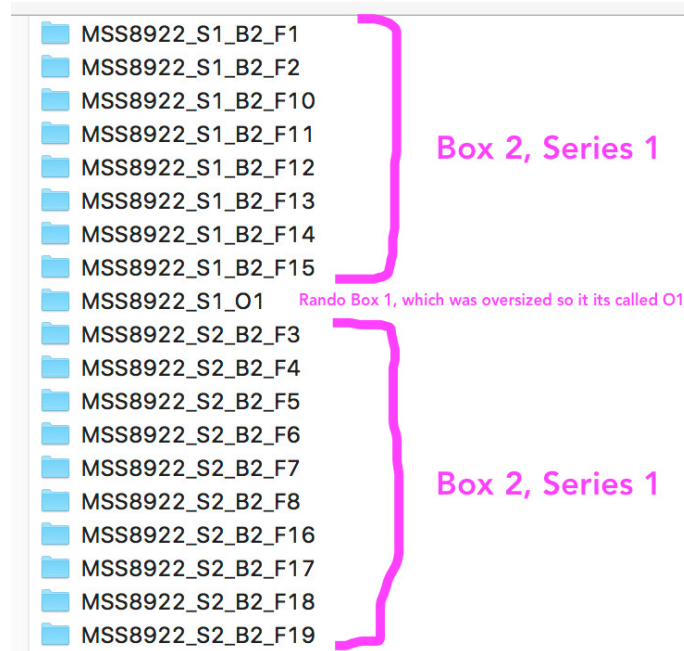 MSS8922_S1_B2_F1
MSS8922_S1_B2_F2
MSS8922_S1_B2_F10
MSS8922_S1_B2_F11
MSS8922_S1_B2_F12
Box 2, Series 1
MSS8922_S1_B2_F13
MSS8922_S1_B2_F14
MSS8922_S1_B2_F15
MSS8922_S1_O1 Rando Box 1, which was oversized so it its called O1
MSS8922_S2_B2_F3
MSS8922_S2_B2_F4
MSS8922_S2_B2_F5
MSS8922_S2_B2_F6
MSS8922_S2_B2_F7
Box 2, Series 1
MSS8922_S2_B2_F8
MSS8922_S2_B2_F16
MSS8922_S2_B2_F17
MSS8922_S2_B2_F18
MSS8922_S2_B2_F19